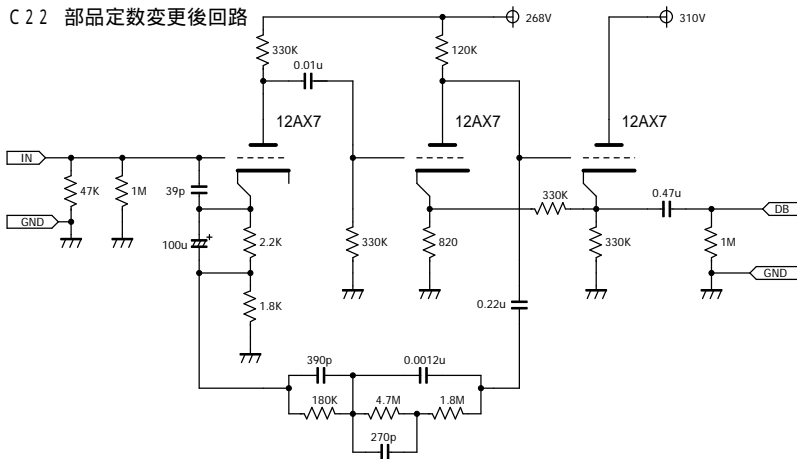 C22 部品定数変更後回路
268V
310V
330K
120K
0.01u
12AX7
12AX7
12AX7
IN
47K
1M
39p
GND
100u
+
2.2K
1.8K
330K
820
330K
330K
0.47u
DB
1M
GND
0.22u
390p
0.0012u
180K
4.7M
1.8M
270p